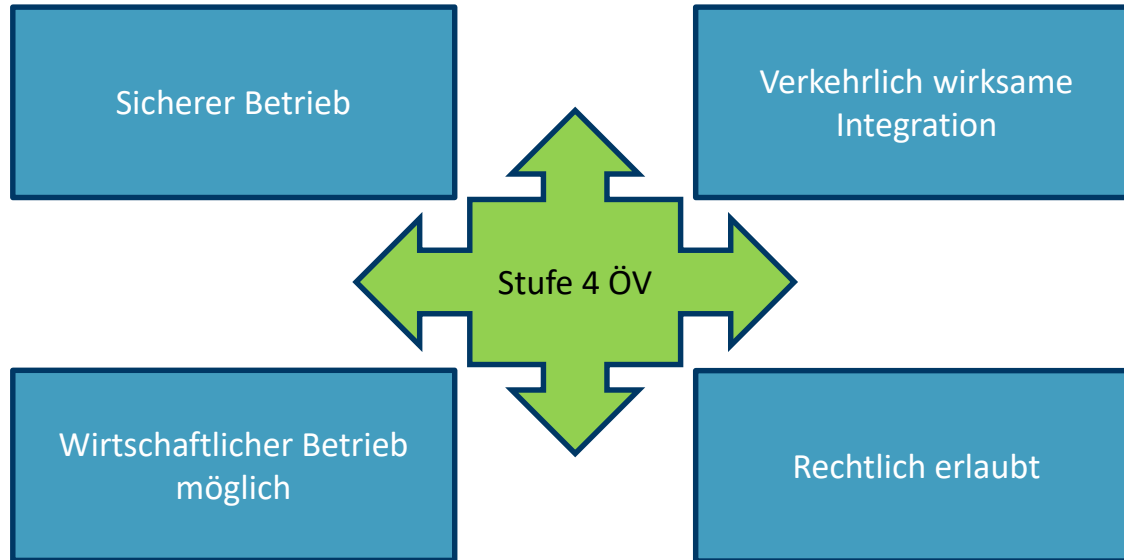 Sicherer Betrieb
Verkehrlich wirksame
Integration
Stufe 4 ÖV
Wirtschaftlicher Betrieb
möglich
Rechtlich erlaubt